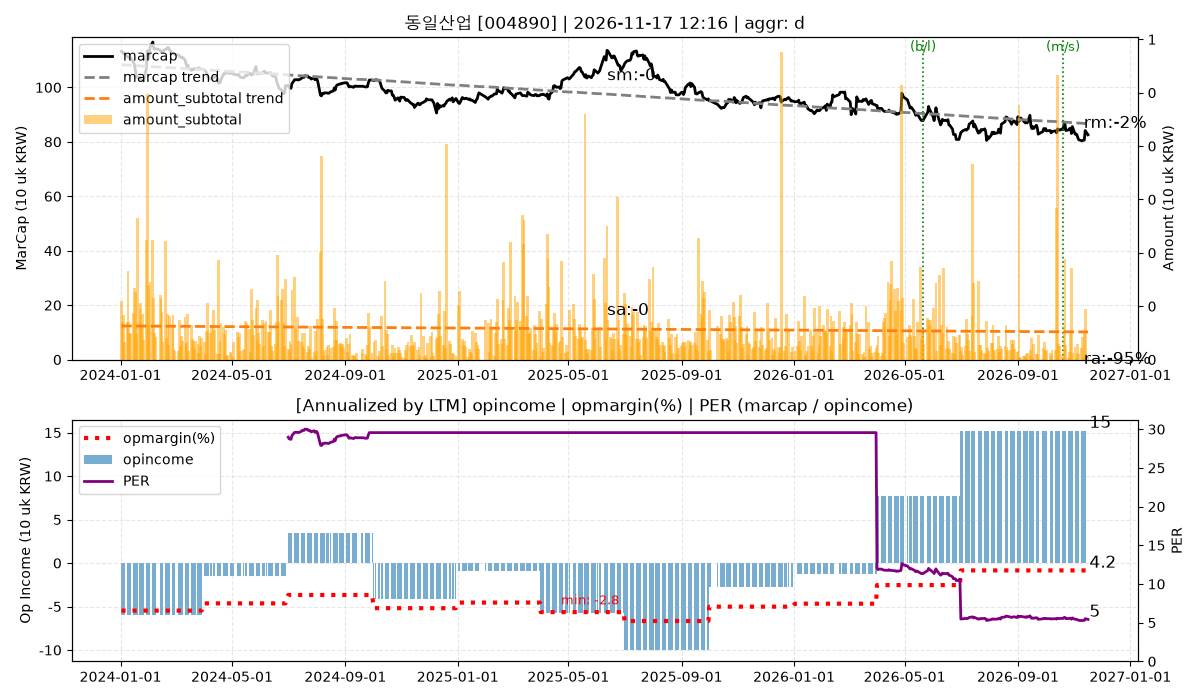 동일산업 [004890] | 2026-11-17 12:16 | aggr: d
marcap
marcap trend
amount_subtotal trend
amount_subtotal
(b/l)
(m/s)
sm:-0
rm:-2%
sa:-0
ra:-95%
MarCap (10 uk KRW)
100
80
60
40
20
0
Amount (10 uk KRW)
1
0
0
0
0
0
0
2024-01-01 2024-05-01 2024-09-01 2025-01-01 2025-05-01 2025-09-01 2026-01-01 2026-05-01 2026-09-01 2027-01-01
[Annualized by LTM] opincome | opmargin(%) | PER (marcap / opincome)
opmargin(%)
opincome
PER
min: -2.8
15
4.2
5
Op Income (10 uk KRW)
15
10
5
0
-5
-10
PER
30
25
20
15
10
5
0
2024-01-01 2024-05-01 2024-09-01 2025-01-01 2025-05-01 2025-09-01 2026-01-01 2026-05-01 2026-09-01 2027-01-01